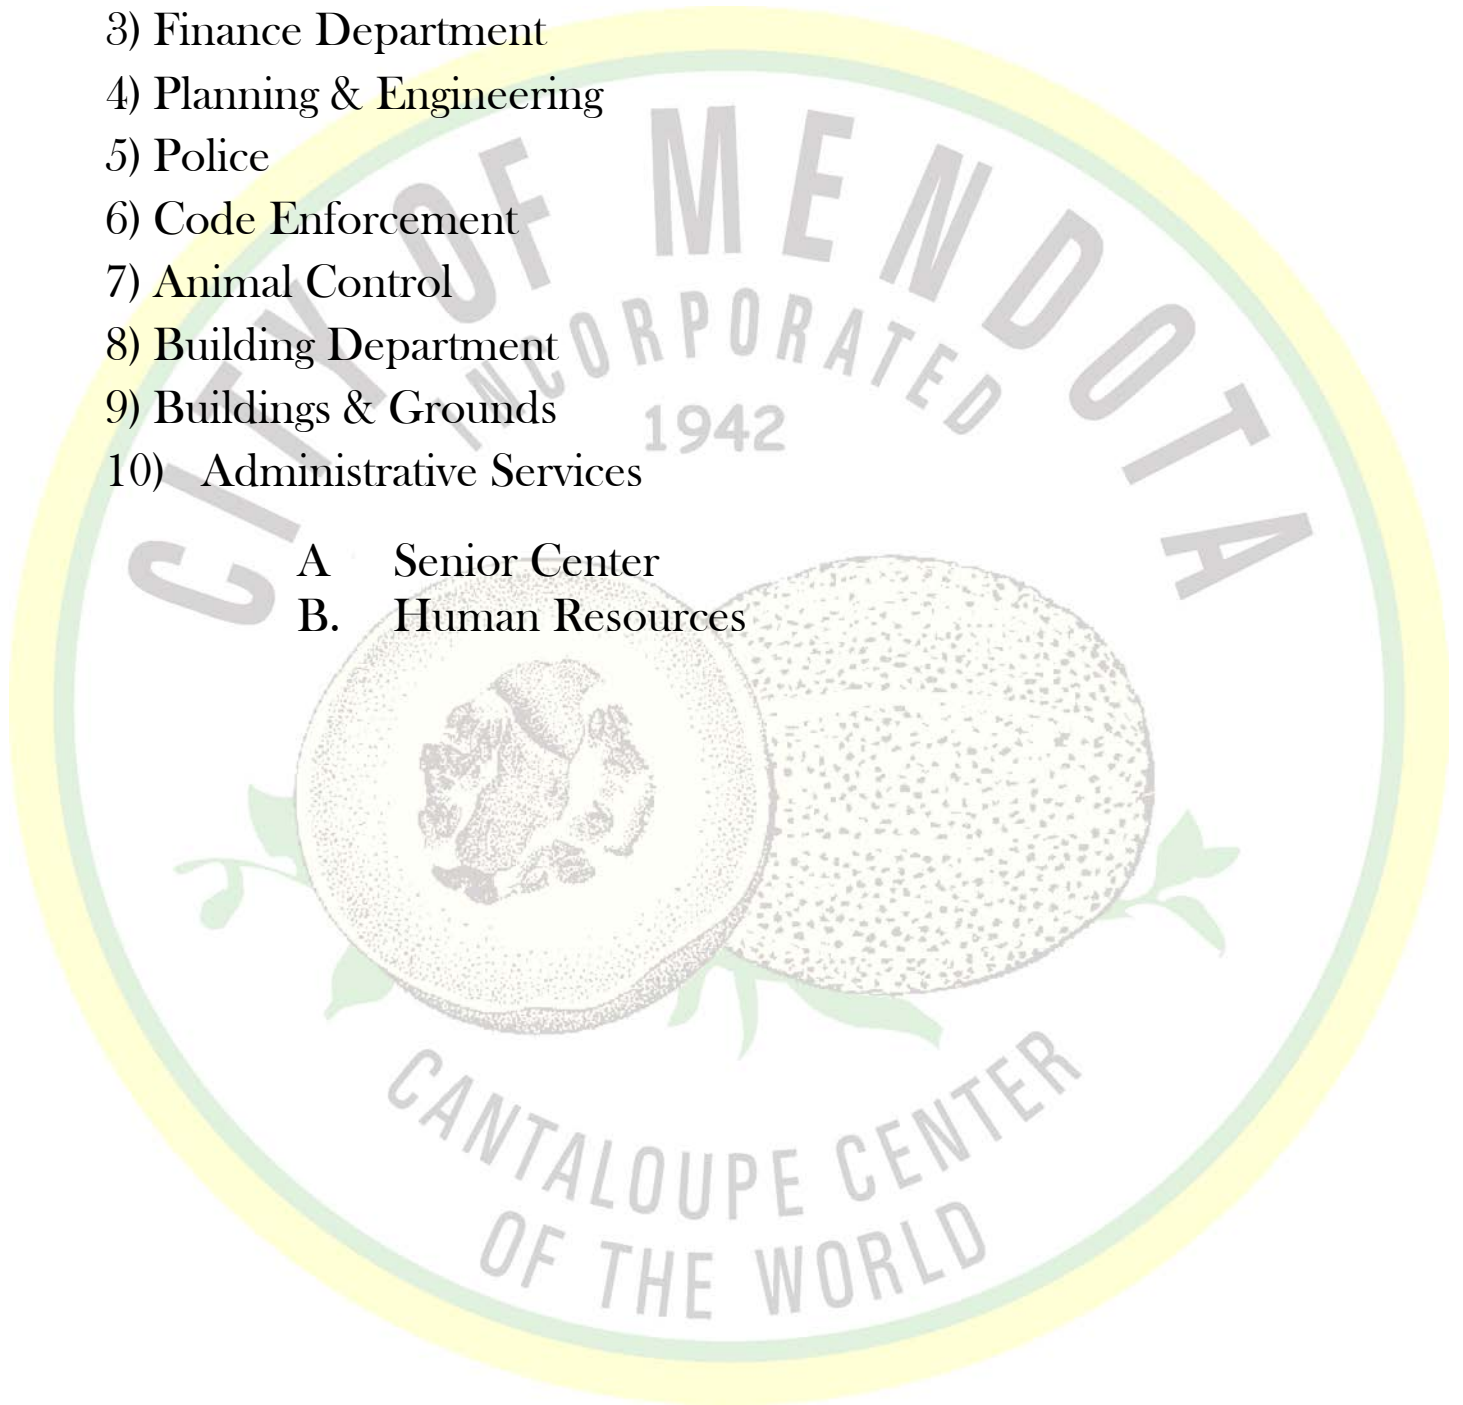 3) Finance Department
4) Planning & Engineering
5) Police
6) Code Enforcement
7) Animal Control
8) Building Department
9) Buildings & Grounds
10) Administrative Services
A Senior Center
B. Human Resources
CITY OF MENDOTA
INCORPORATED
1942
CANTALOUPE CENTER
OF THE WORLD